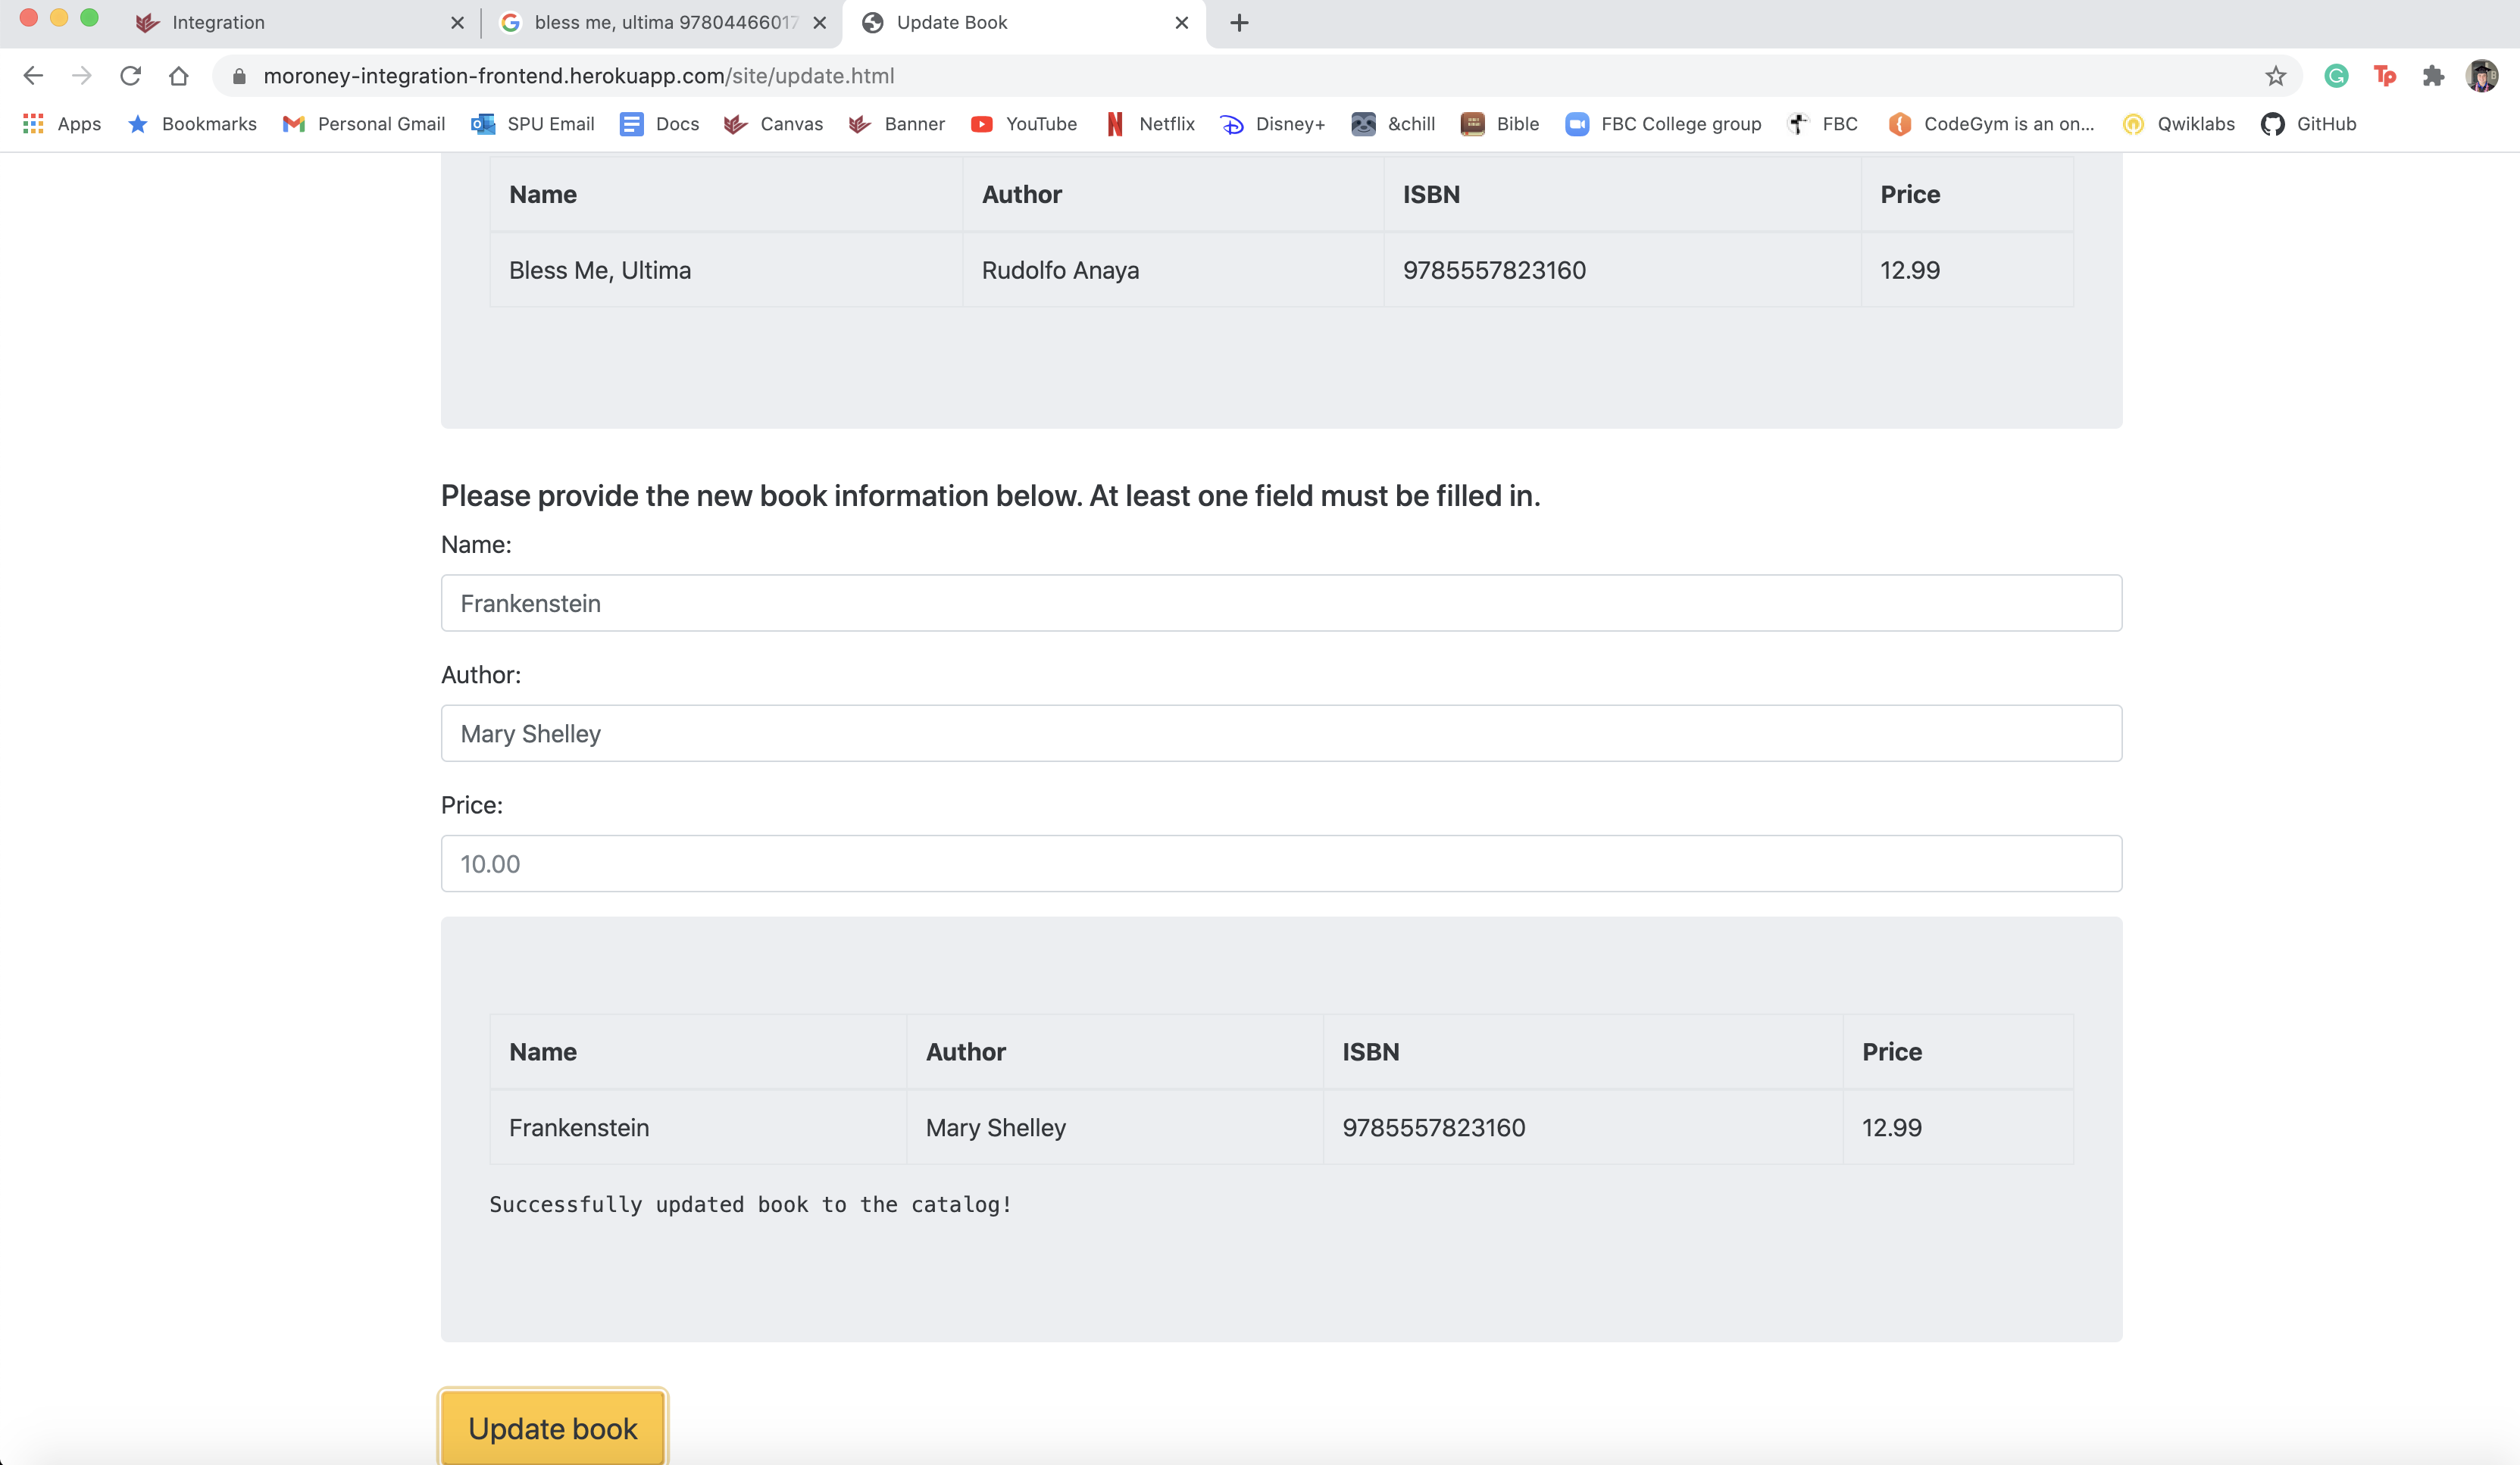 Integration
bless me, ultima 97804466017
Update Book
moroney-integration-frontend.herokuapp.com/site/update.html
Apps Bookmarks Personal Gmail SPU Email Docs Canvas Banner YouTube Netflix Disney+ &chill Bible FBC College group FBC CodeGym is an on... Qwiklabs GitHub
Name Author ISBN Price
Bless Me, Ultima Rudolfo Anaya 9785557823160 12.99
Please provide the new book information below. At least one field must be filled in.
Name:
Frankenstein
Author:
Mary Shelley
Price:
10.00
Name Author ISBN Price
Frankenstein Mary Shelley 9785557823160 12.99
Successfully updated book to the catalog!
Update book